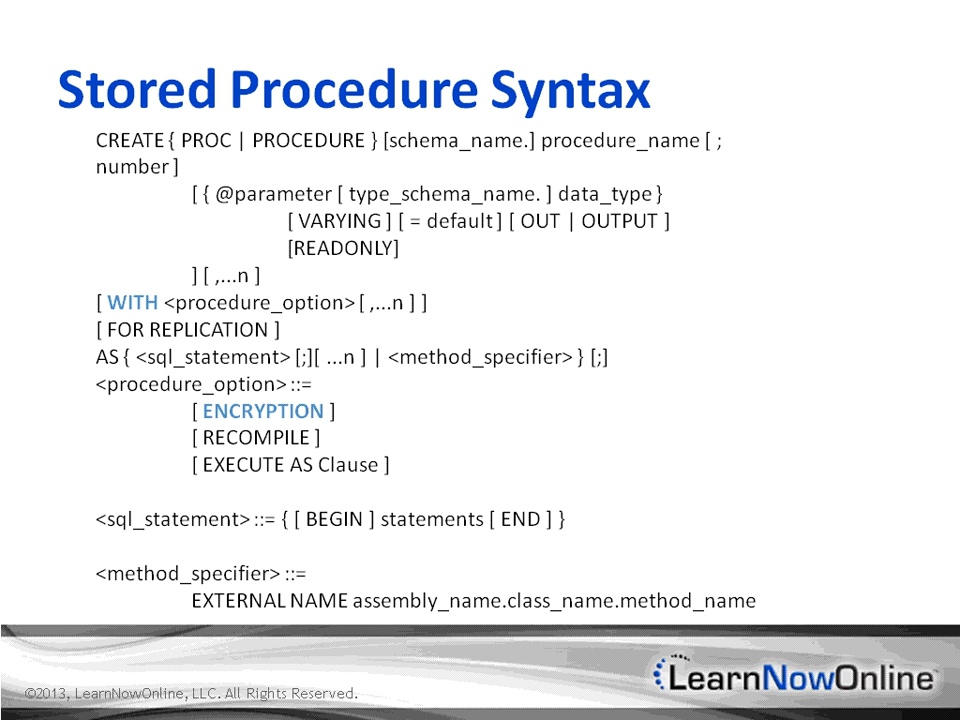 Stored Procedure Syntax
CREATE { PROC | PROCEDURE } [schema_name.] procedure_name [ ;
number ]
[ { @parameter [ type_schema_name. ] data_type }
[ VARYING ] [ = default ] [ OUT | OUTPUT ]
[READONLY]
] [ ,...n ]
[ WITH <procedure_option> [ ,...n ] ]
[ FOR REPLICATION ]
AS { <sql_statement> [;][ ...n ] | <method_specifier> } [;]
<procedure_option> ::=
[ ENCRYPTION ]
[ RECOMPILE ]
[ EXECUTE AS Clause ]
<sql_statement> ::= { [ BEGIN ] statements [ END ] }
<method_specifier> ::=
EXTERNAL NAME assembly_name.class_name.method_name
©2013, LearnNowOnline, LLC. All Rights Reserved.
LearnNowOnline